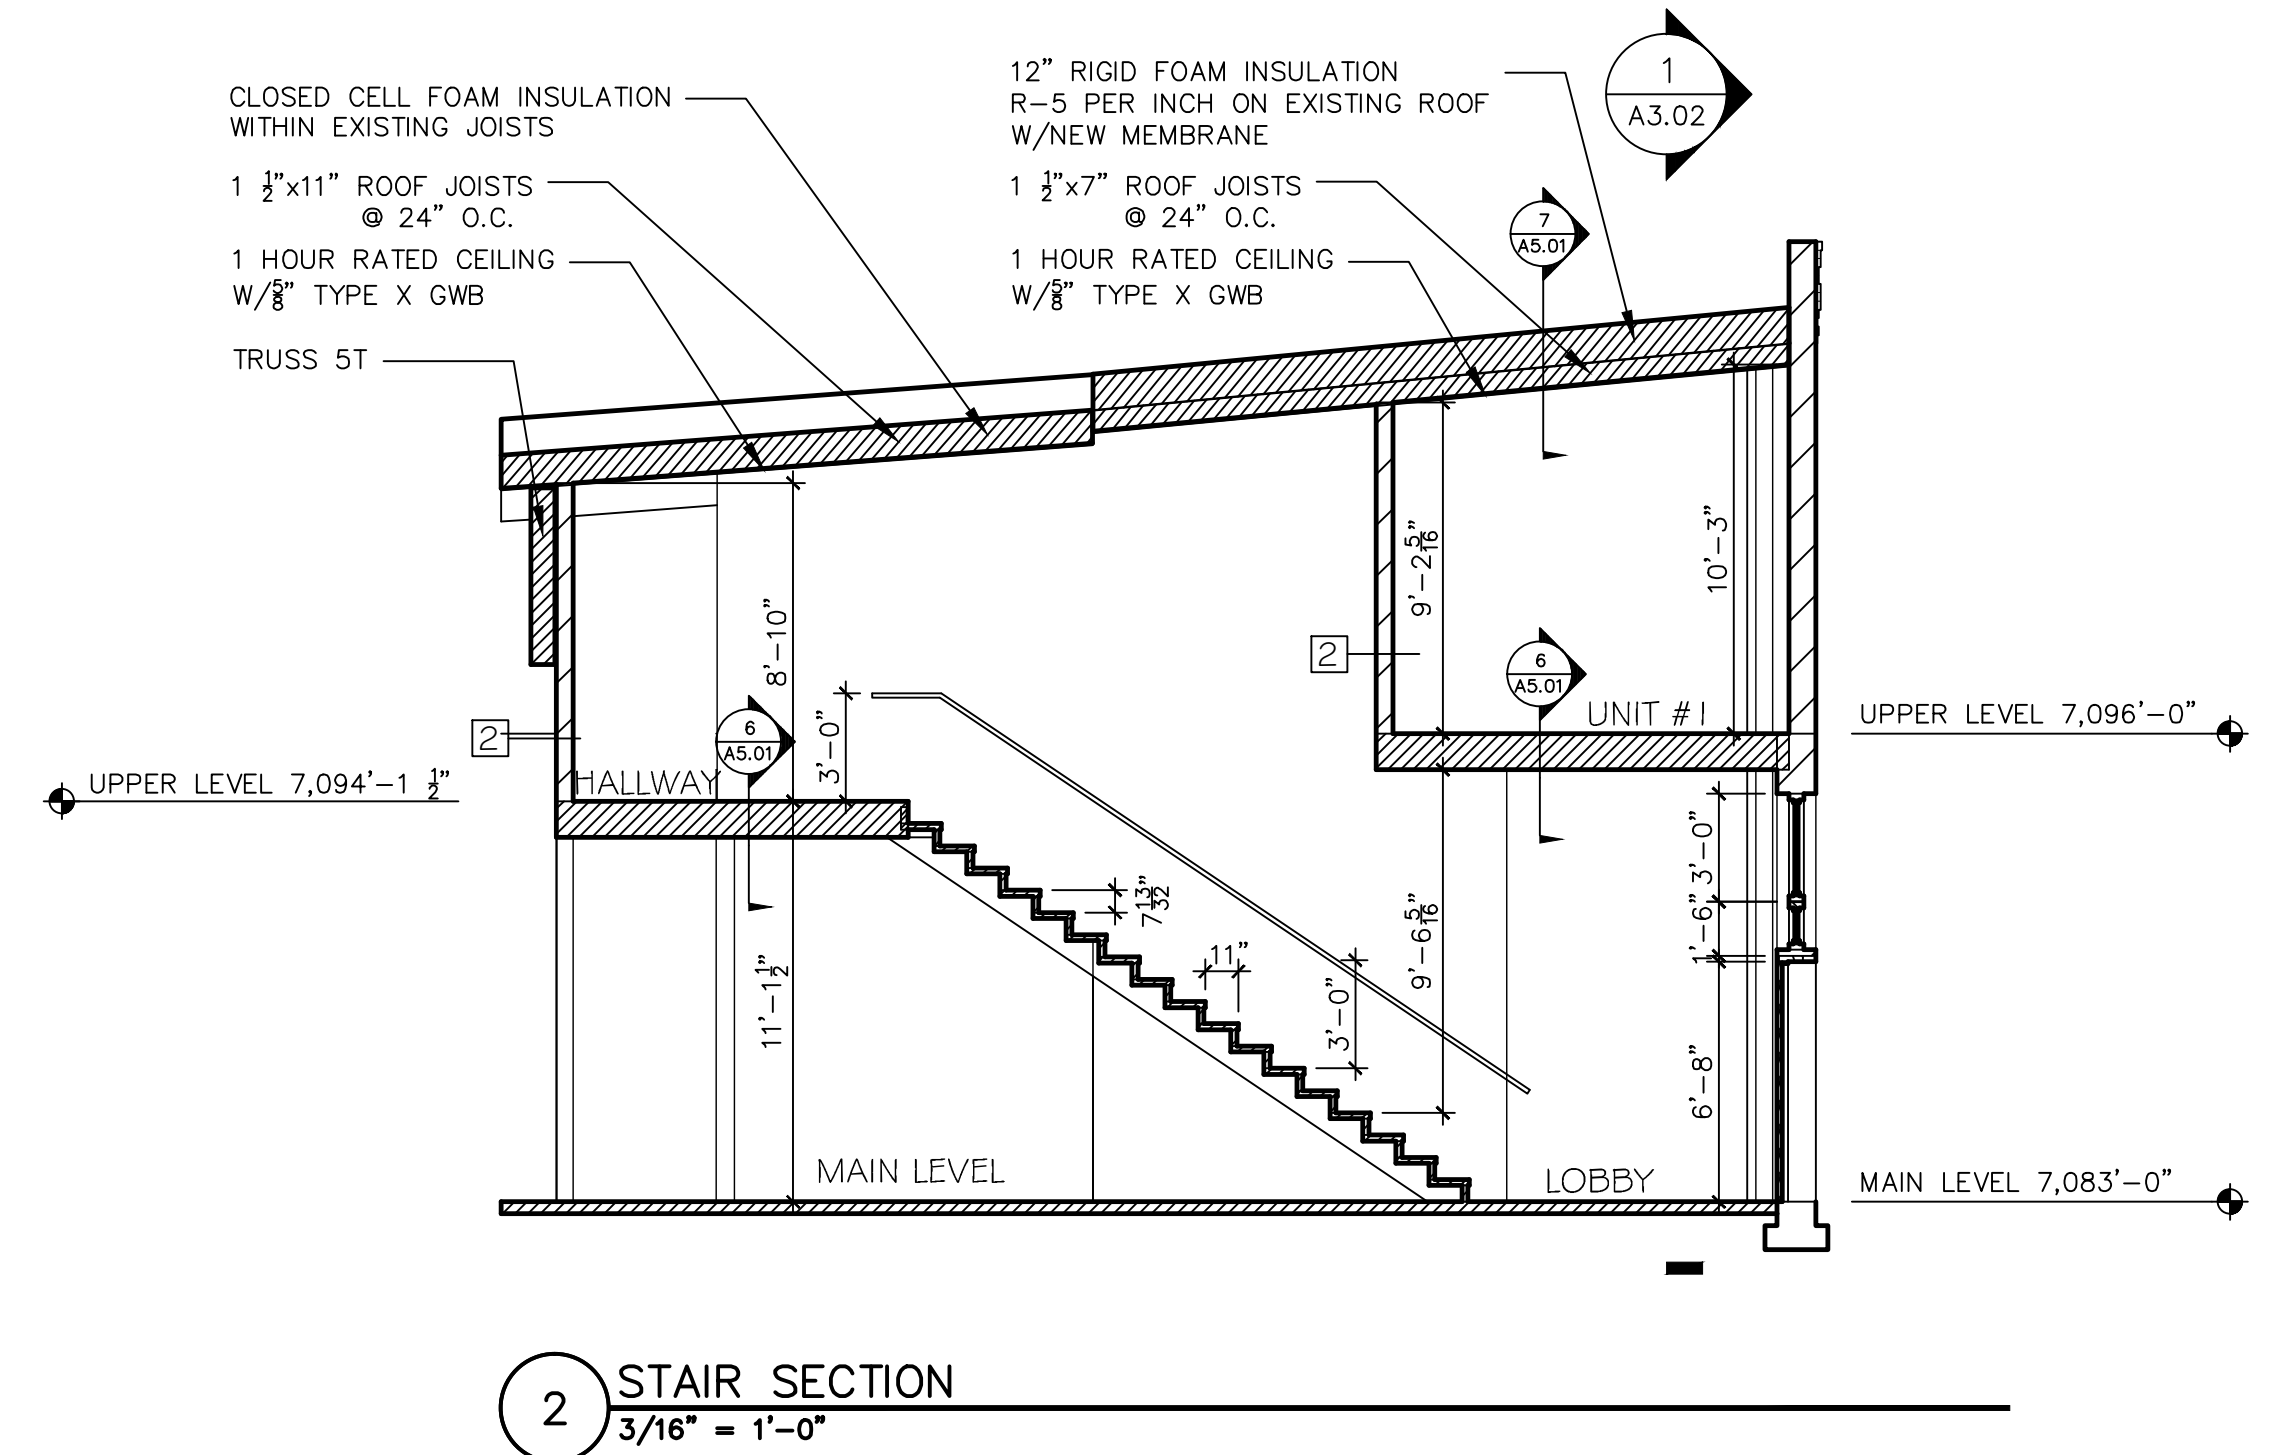 CLOSED CELL FOAM INSULATION
WITHIN EXISTING JOISTS
1 1/2”x11” ROOF JOISTS
@ 24” O.C.
1 HOUR RATED CEILING
W/5/8” TYPE X GWB
TRUSS 5T
12” RIGID FOAM INSULATION
R–5 PER INCH ON EXISTING ROOF
W/NEW MEMBRANE
1 1/2”x7” ROOF JOISTS
@ 24” O.C.
1 HOUR RATED CEILING
W/5/8” TYPE X GWB
1
A3.02
7
A5.01
8’–10”
9’–2 5/16”
10’–3”
2
2
6
A5.01
6
A5.01
3’–0”
UNIT #1
HALLWAY
UPPER LEVEL 7,096’–0”
UPPER LEVEL 7,094’–1 1/2”
7 13/32”
11”
3’–0”
11’–1 1/2”
9’–6 5/16”
3’–0”
1’–6”
6’–8”
MAIN LEVEL
LOBBY
MAIN LEVEL 7,083’–0”
2
STAIR SECTION
3/16” = 1’–0”